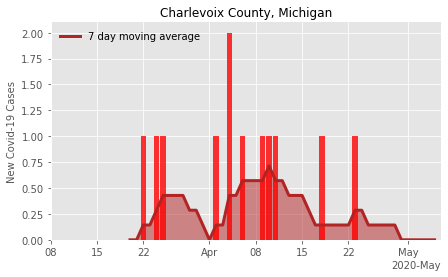 Charlevoix County, Michigan
7 day moving average
New Covid-19 Cases
2.00
1.75
1.50
1.25
1.00
0.75
0.50
0.25
0.00
08 15 22 Apr 08 15 22 May
2020-May